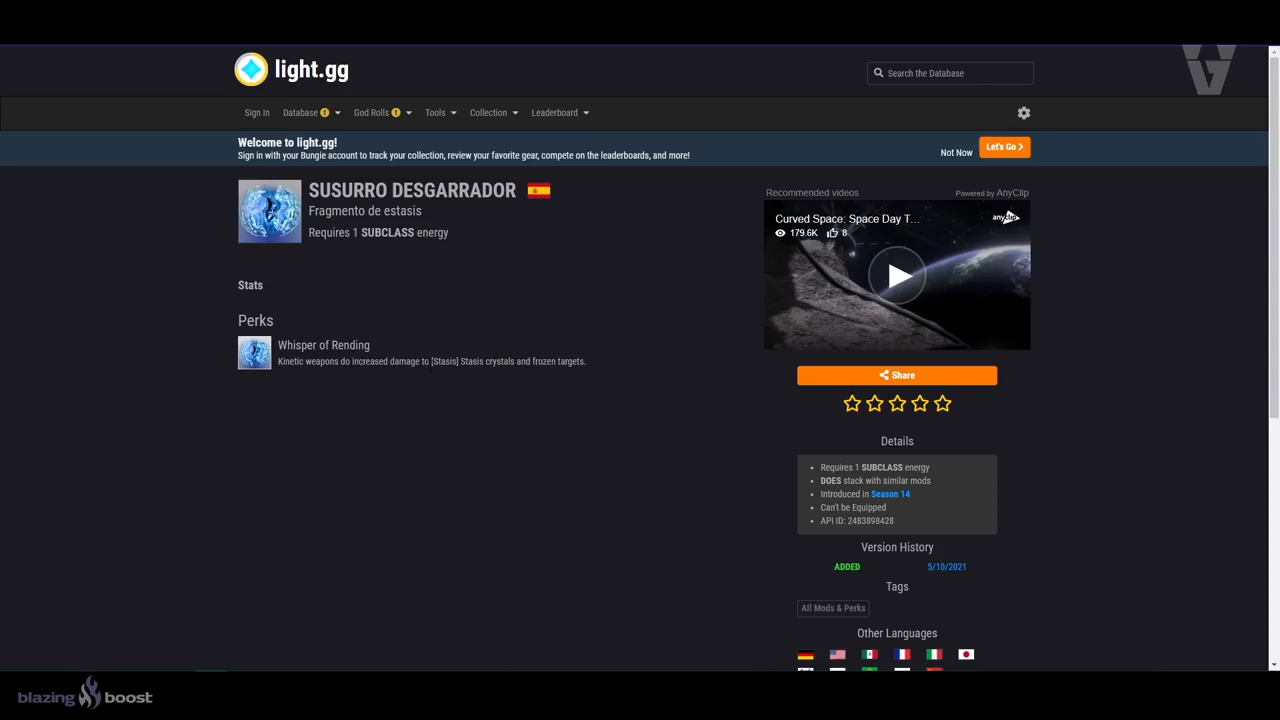 light.gg
Search the Database
Sign In
Database
God Rolls
Tools
Collection
Leaderboard
Welcome to light.gg!
Sign in with your Bungie account to track your collection, review your favorite gear, compete on the leaderboards, and more!
Not Now
Let's Go
SUSURRO DESGARRADOR
Fragmento de estasis
Requires 1 SUBCLASS energy
Stats
Perks
Whisper of Rending
Kinetic weapons do increased damage to [Stasis] Stasis crystals and frozen targets.
Recommended videos
Powered by AnyClip
Curved Space: Space Day T...
179.6K 8
anyclip
Share
Details
Requires 1 SUBCLASS energy
DOES stack with similar mods
Introduced in Season 14
Can't be Equipped
API ID: 2483898428
Version History
ADDED 5/10/2021
Tags
All Mods & Perks
Other Languages
blazing boost